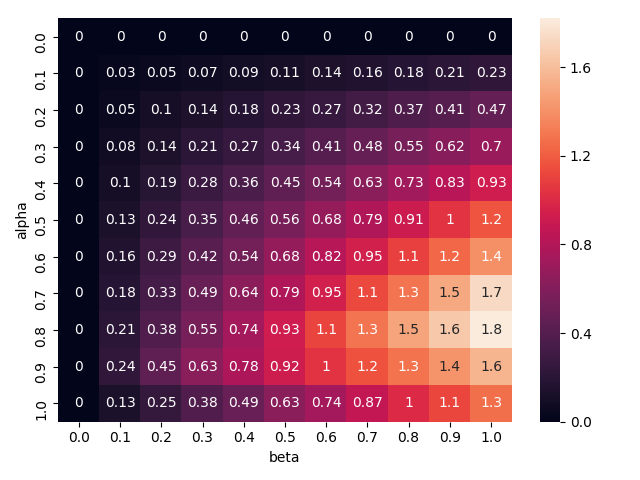 0.0 0 0 0 0 0 0 0 0 0 0 0
0.1 0 0.03 0.05 0.07 0.09 0.11 0.14 0.16 0.18 0.21 0.23
0.2 0 0.05 0.1 0.14 0.18 0.23 0.27 0.32 0.37 0.41 0.47
0.3 0 0.08 0.14 0.21 0.27 0.34 0.41 0.48 0.55 0.62 0.7
0.4 0 0.1 0.19 0.28 0.36 0.45 0.54 0.63 0.73 0.83 0.93
0.5 0 0.13 0.24 0.35 0.46 0.56 0.68 0.79 0.91 1 1.2
0.6 0 0.16 0.29 0.42 0.54 0.68 0.82 0.95 1.1 1.2 1.4
0.7 0 0.18 0.33 0.49 0.64 0.79 0.95 1.1 1.3 1.5 1.7
0.8 0 0.21 0.38 0.55 0.74 0.93 1.1 1.3 1.5 1.6 1.8
0.9 0 0.24 0.45 0.63 0.78 0.92 1 1.2 1.3 1.4 1.6
1.0 0 0.13 0.25 0.38 0.49 0.63 0.74 0.87 1 1.1 1.3
0.0 0.1 0.2 0.3 0.4 0.5 0.6 0.7 0.8 0.9 1.0
beta
alpha
1.6
1.2
0.8
0.4
0.0